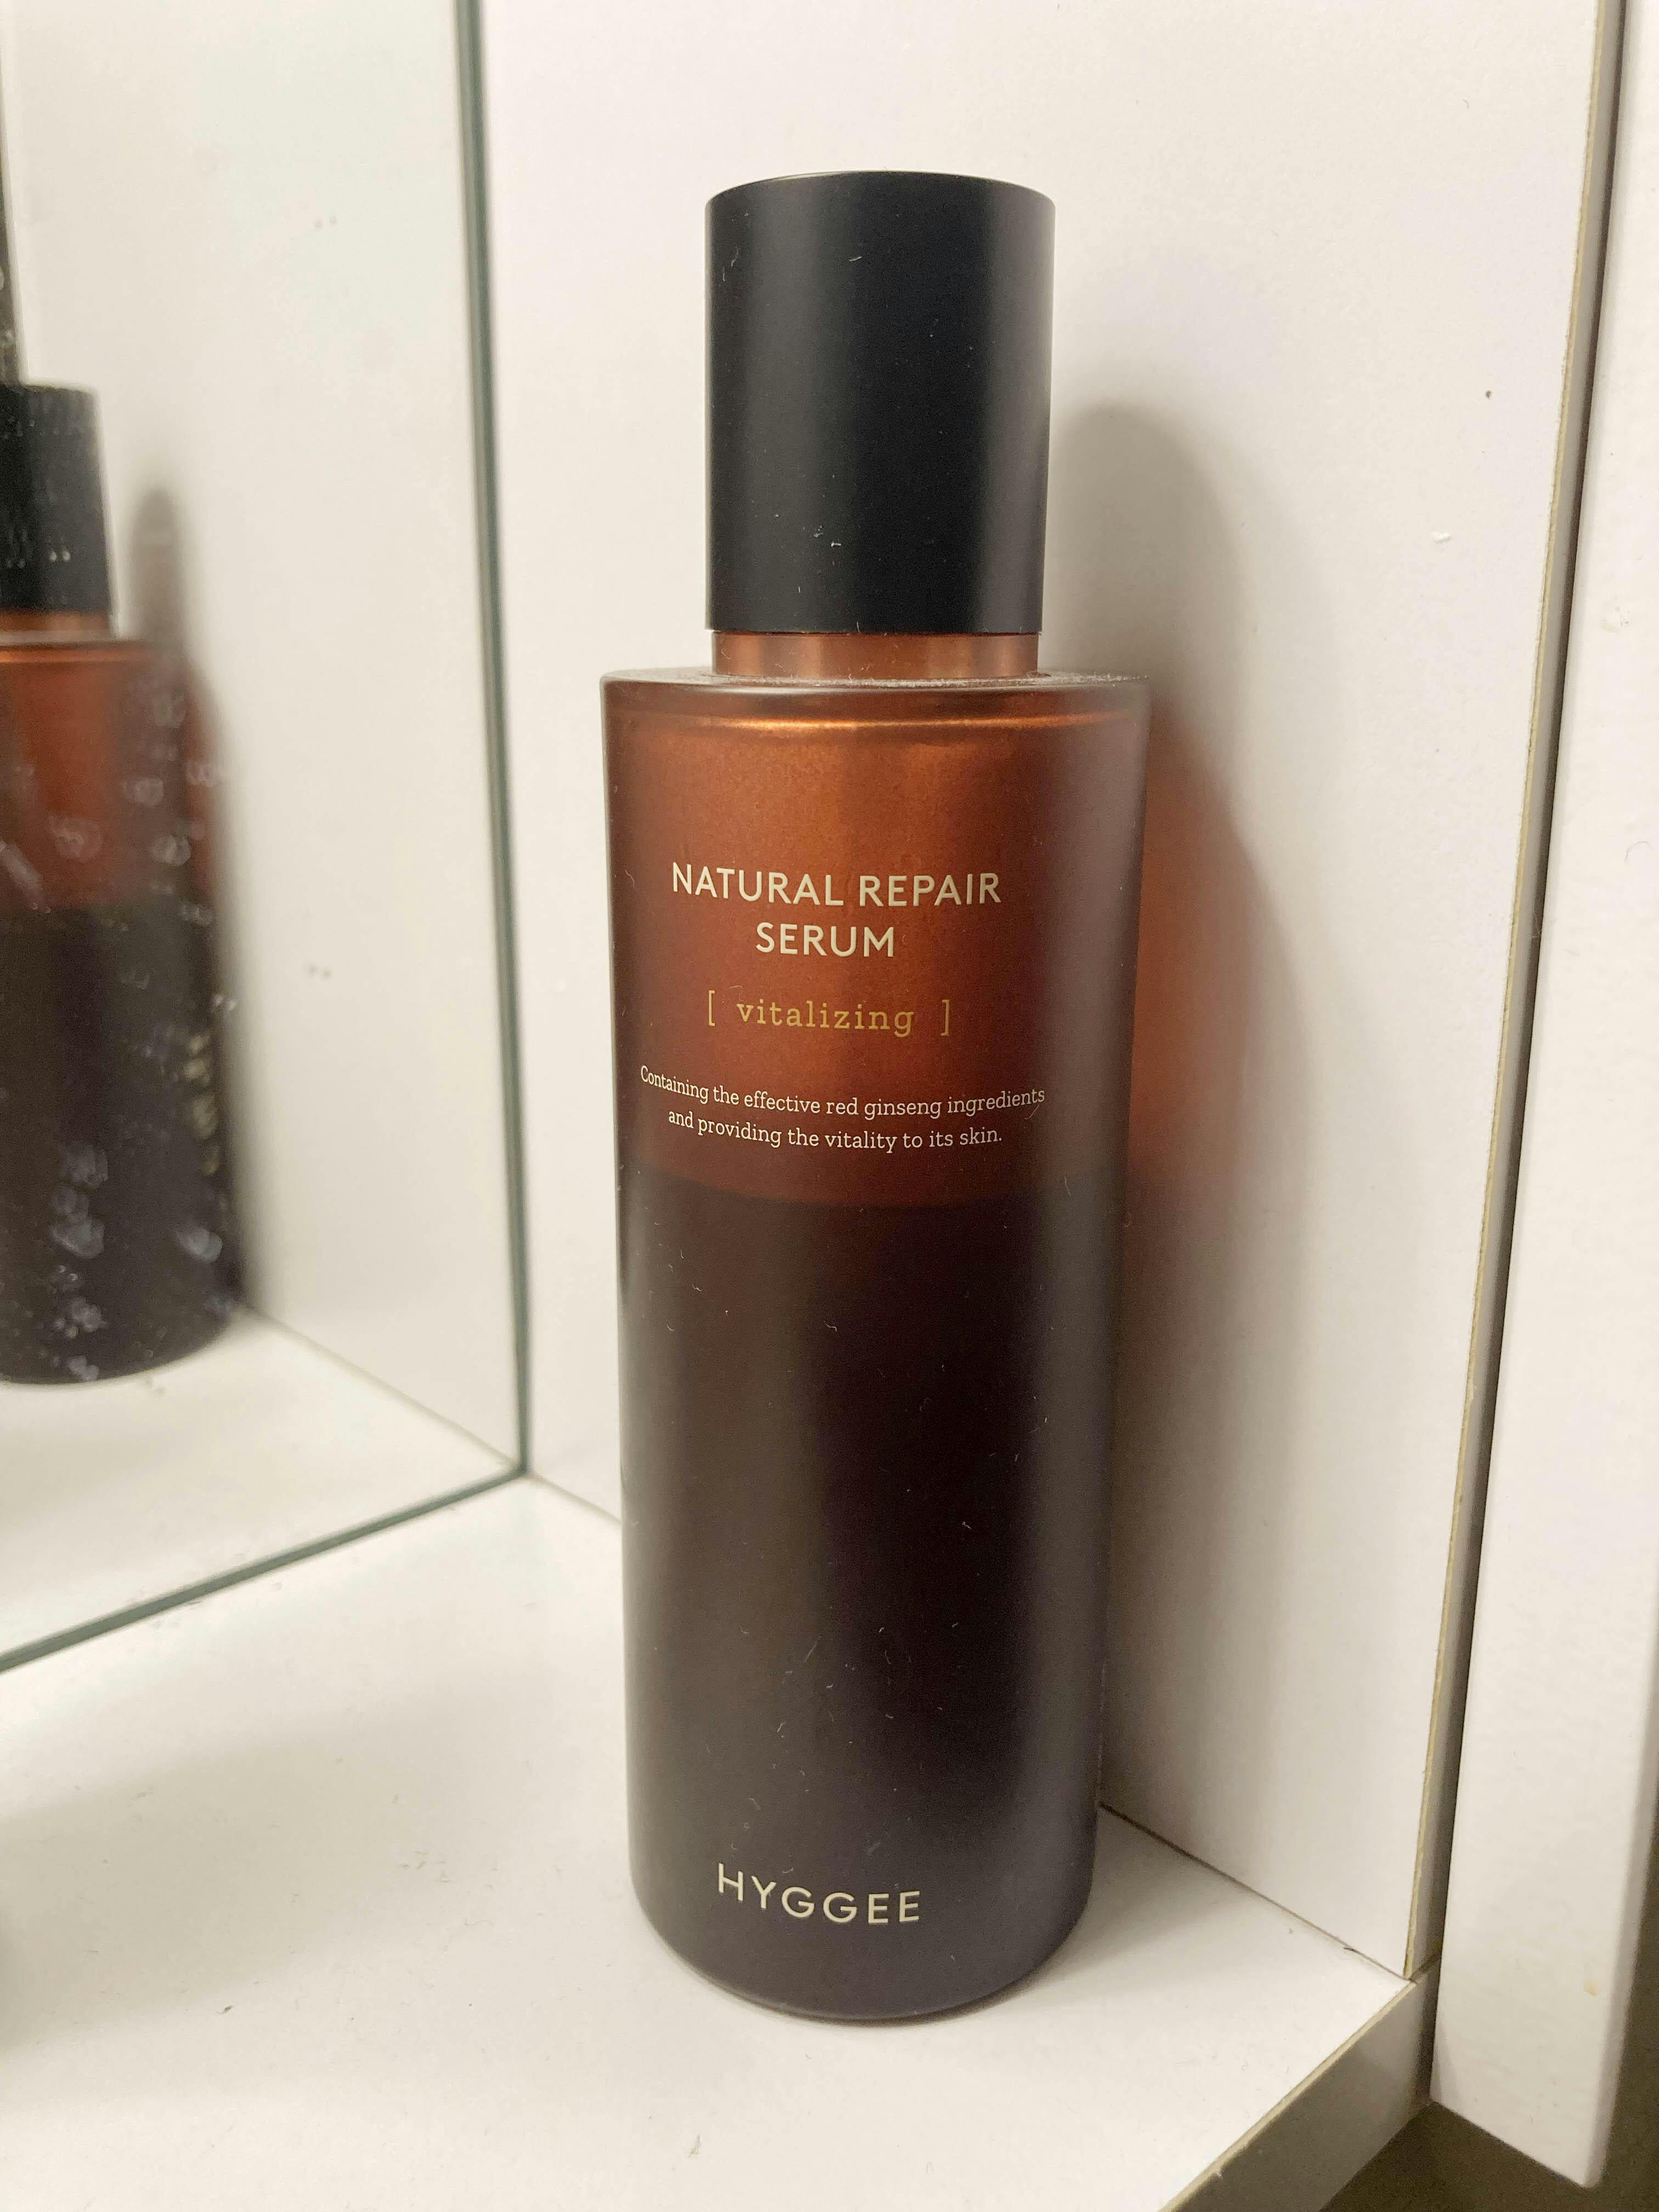 NATURAL REPAIR
SERUM
[ vitalizing ]
Containing the effective red ginseng ingredients
and providing the vitality to its skin.
HYGGEE